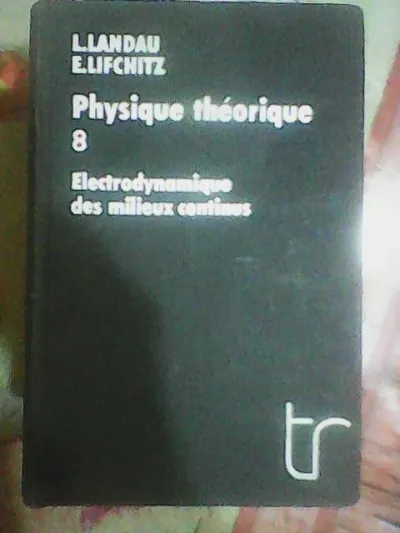 L.LANDAU
E.LIFCHITZ
Physique théorique
8
Electrodynamique
des milieux continus
tr